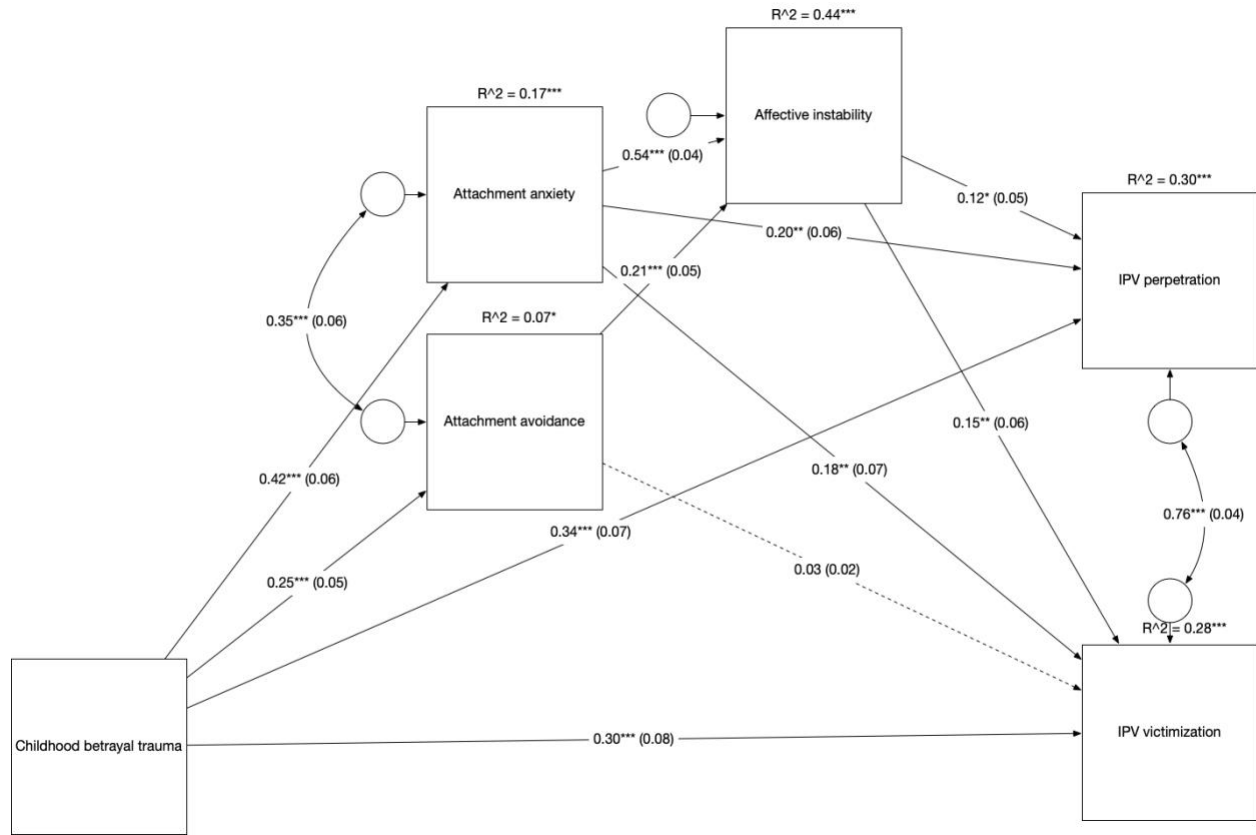 R^2 = 0.44***
Affective instability
R^2 = 0.17***
Attachment anxiety
0.54*** (0.04)
R^2 = 0.30***
0.12* (0.05)
IPV perpetration
0.20** (0.06)
0.21*** (0.05)
0.35*** (0.06)
R^2 = 0.07*
Attachment avoidance
0.15** (0.06)
0.18** (0.07)
0.42*** (0.06)
0.34*** (0.07)
0.76*** (0.04)
0.03 (0.02)
0.25*** (0.05)
R^2 = 0.28***
Childhood betrayal trauma
0.30*** (0.08)
IPV victimization